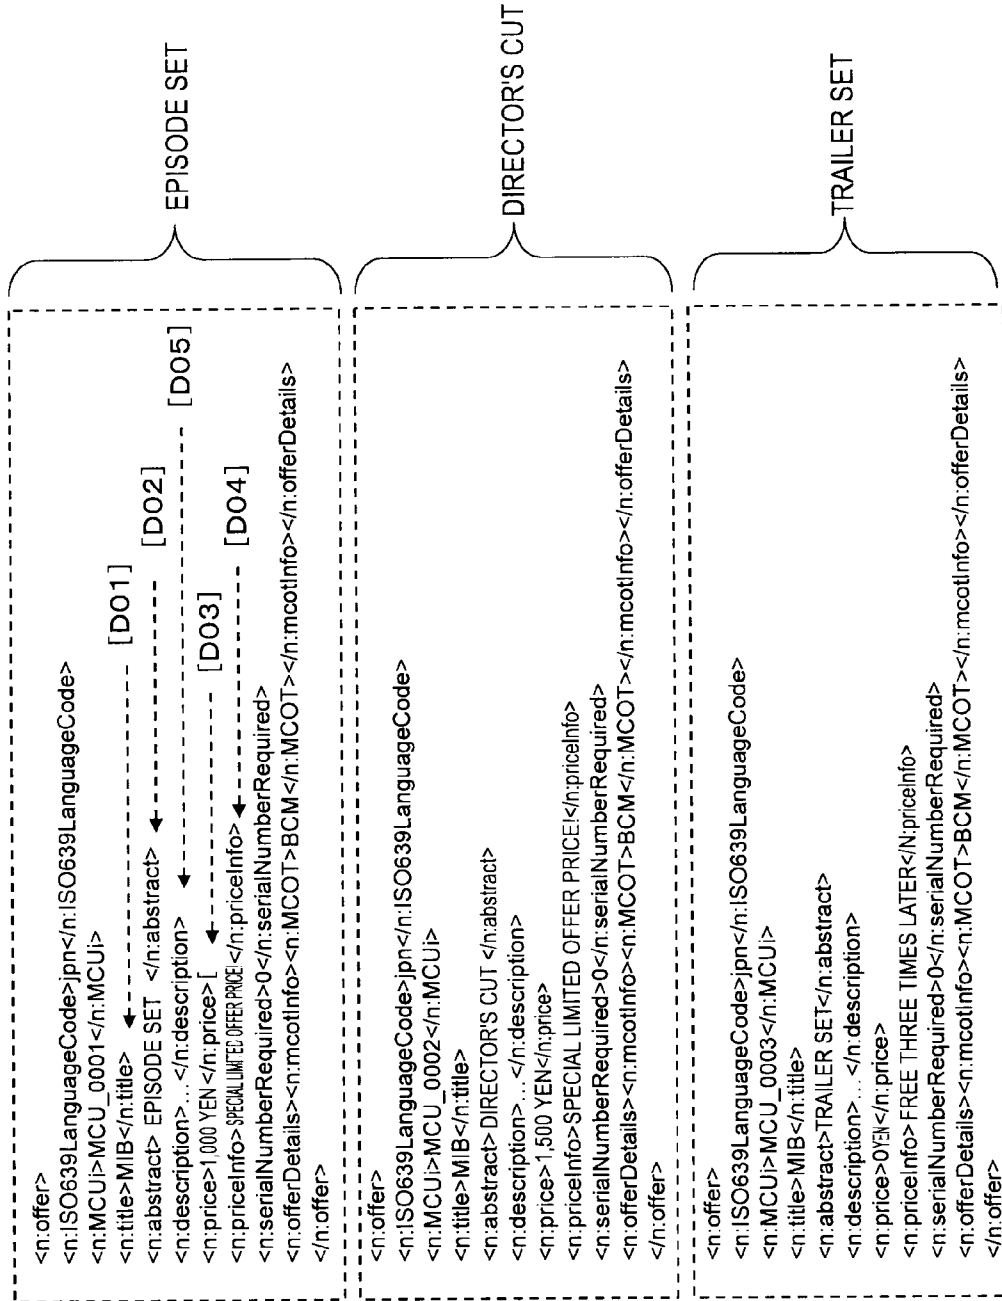 <n:offer>
<n:ISO639LanguageCode>jpn</n:ISO639LanguageCode>
<n:MCUi>MCU_0001</n:MCUi>
<n:title>MIB</n:title> [D01]
<n:abstract> EPISODE SET </n:abstract> [D02]
<n:description>...</n:description> [D05]
<n:price>1,000 YEN</n:price>[ [D03]
<n:priceInfo>SPECIAL LIMITED OFFER PRICE!</n:priceInfo> [D04]
<n:serialNumberRequired>0</n:serialNumberRequired>
<n:offerDetails><n:mcotInfo><n:MCOT>BCM</n:MCOT></n:mcotInfo></n:offerDetails>
</n:offer>
EPISODE SET
<n:offer>
<n:ISO639LanguageCode>jpn</n:ISO639LanguageCode>
<n:MCUi>MCU_0002</n:MCUi>
<n:title>MIB</n:title>
<n:abstract>DIRECTOR'S CUT </n:abstract>
<n:description>...</n:description>
<n:price>1,500 YEN</n:price>
<n:priceInfo>SPECIAL LIMITED OFFER PRICE!</n:priceInfo>
<n:serialNumberRequired>0</n:serialNumberRequired>
<n:offerDetails><n:mcotInfo><n:MCOT>BCM</n:MCOT></n:mcotInfo></n:offerDetails>
</n:offer>
DIRECTOR'S CUT
<n:offer>
<n:ISO639LanguageCode>jpn</n:ISO639LanguageCode>
<n:MCUi>MCU_0003</n:MCUi>
<n:title>MIB</n:title>
<n:abstract>TRAILER SET</n:abstract>
<n:description>...</n:description>
<n:price>0YEN</n:price>
<n:priceInfo>FREE THREE TIMES LATER</N:priceInfo>
<n:serialNumberRequired>0</n:serialNumberRequired>
<n:offerDetails><n:mcotInfo><n:MCOT>BCM</n:MCOT></n:mcotInfo></n:offerDetails>
</n:offer>
TRAILER SET